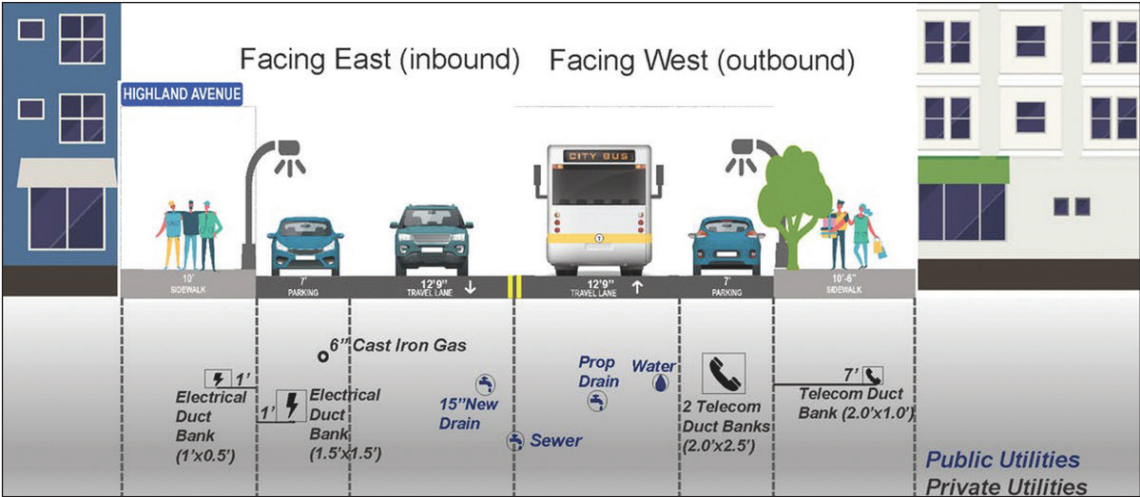 Facing East (inbound)
Facing West (outbound)
HIGHLAND AVENUE
CITY BUS
T
10'
SIDEWALK
7'
PARKING
12'9"
TRAVEL LANE
12'9"
TRAVEL LANE
7'
PARKING
10'-6"
SIDEWALK
6" Cast Iron Gas
1'
Electrical
Duct
Bank
(1'x0.5')
1'
Electrical
Duct
Bank
(1.5'x1.5')
15"New
Drain
Sewer
Prop
Drain
Water
2 Telecom
Duct Banks
(2.0'x2.5')
7'
Telecom Duct
Bank (2.0'x1.0')
Public Utilities
Private Utilities